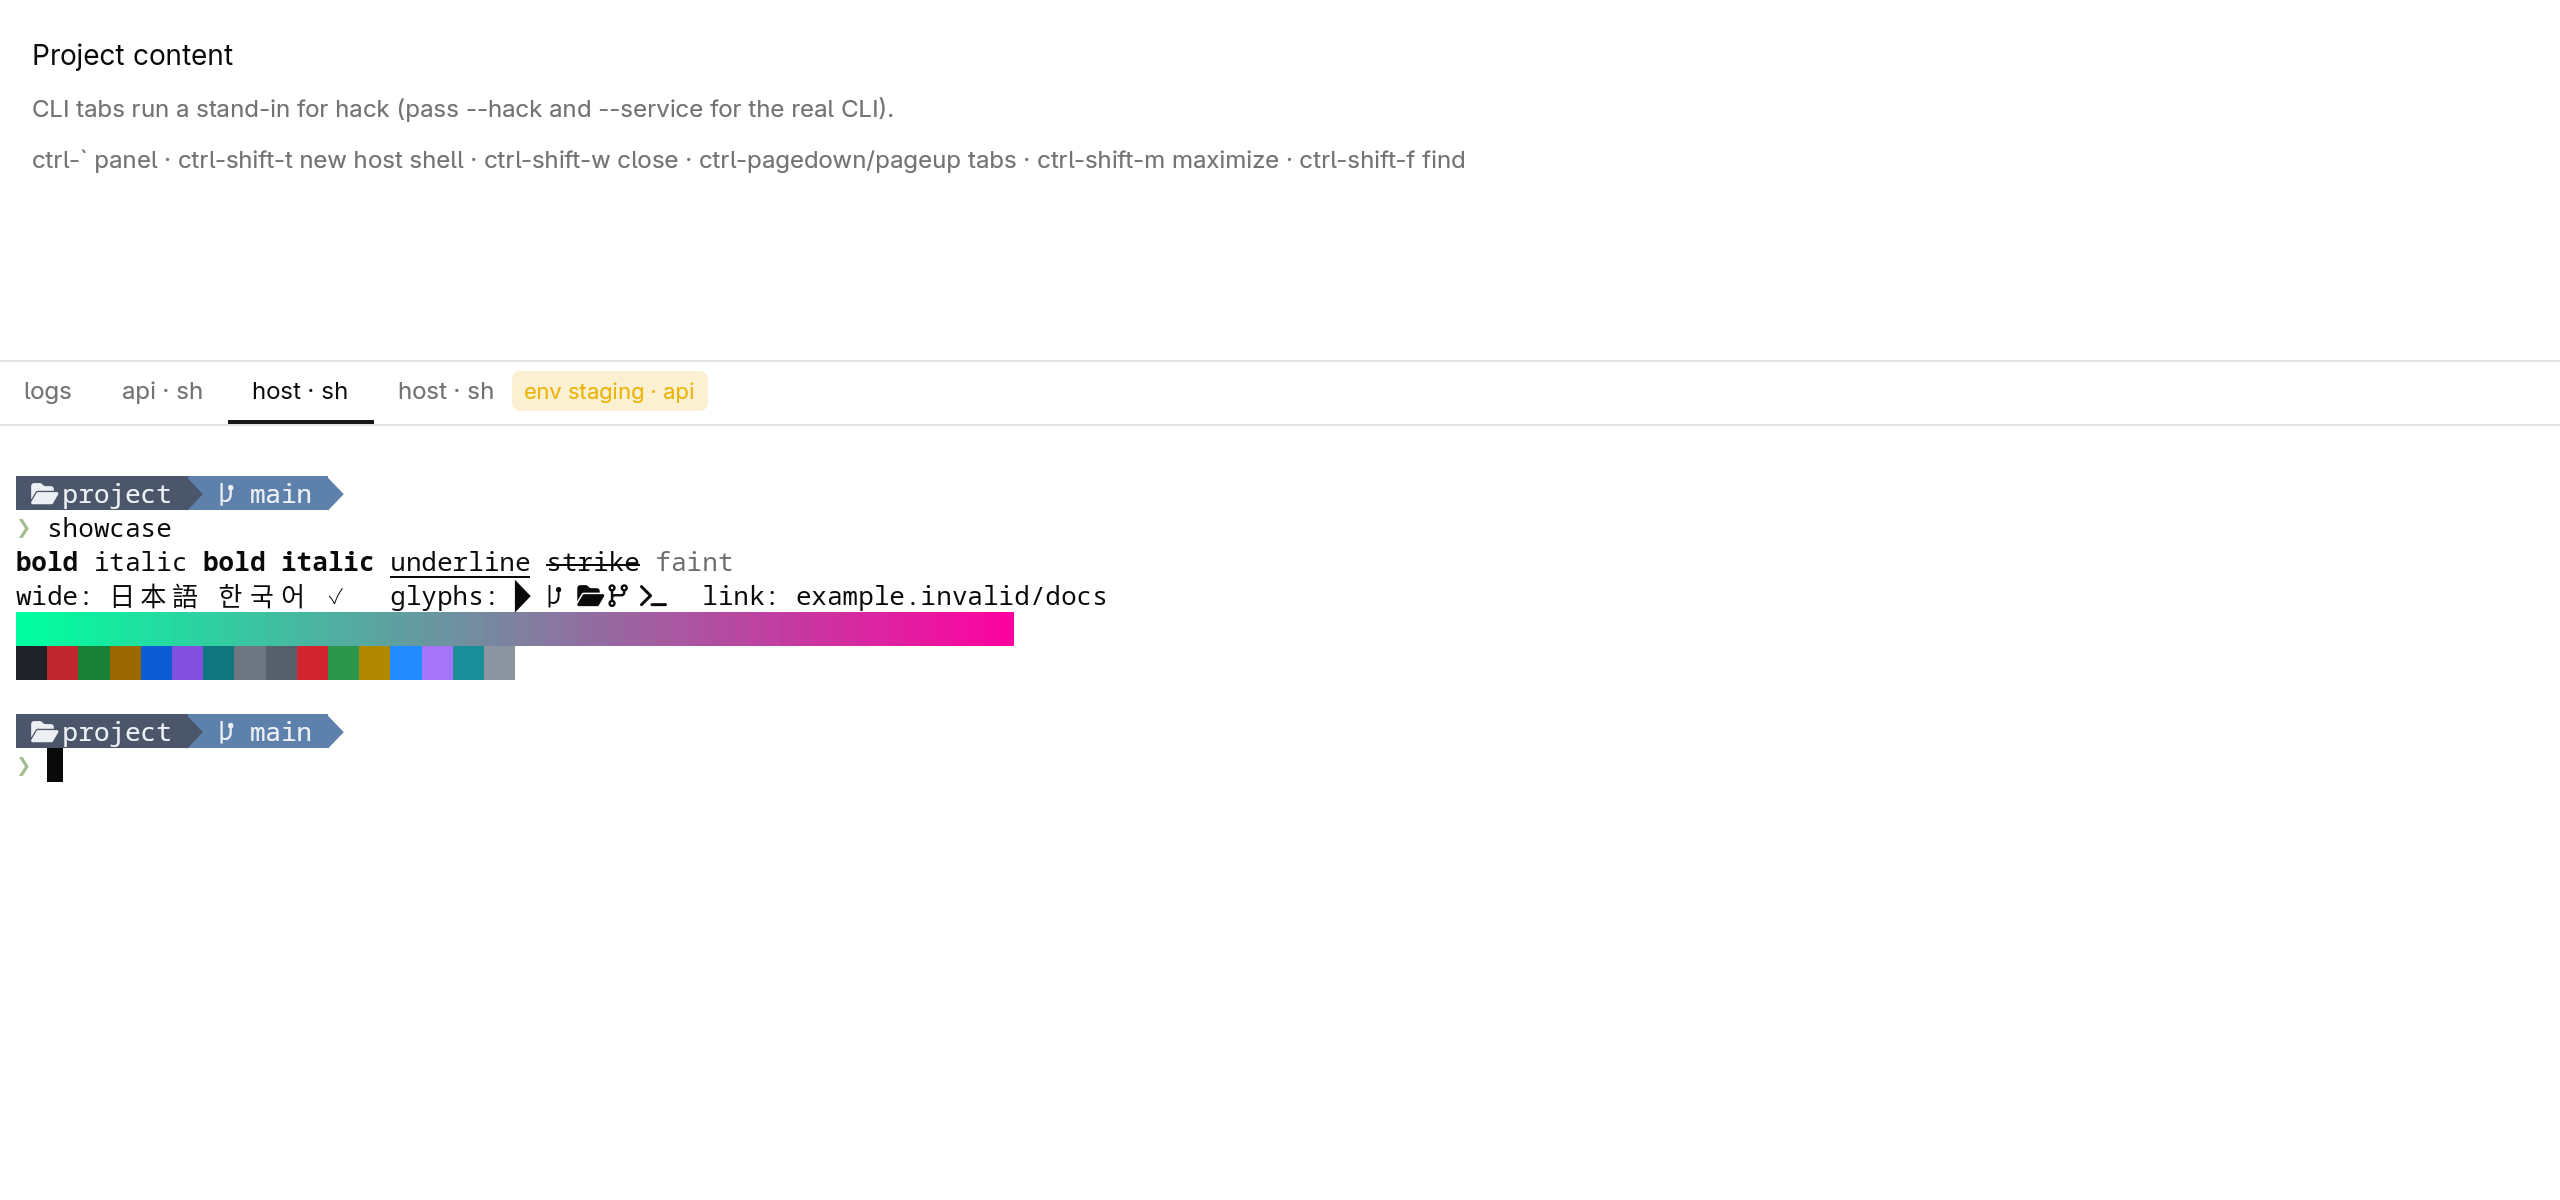 Project content
CLI tabs run a stand-in for hack (pass --hack and --service for the real CLI).
ctrl-` panel · ctrl-shift-t new host shell · ctrl-shift-w close · ctrl-pagedown/pageup tabs · ctrl-shift-m maximize · ctrl-shift-f find
logs api · sh host · sh host · sh env staging · api
project main
❯ showcase
bold italic bold italic underline strike faint
wide: 日本語 한국어 ✓ glyphs: link: example.invalid/docs
project main
❯